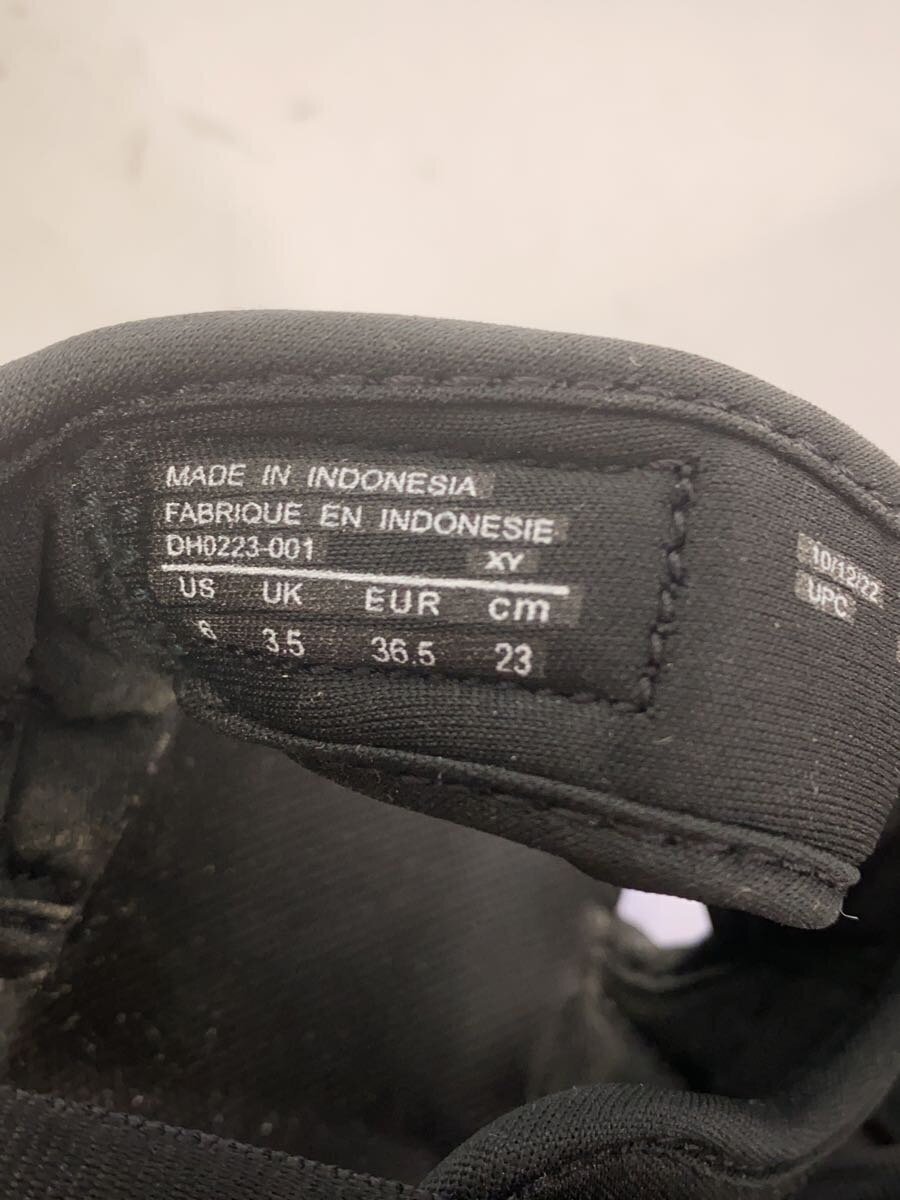 MADE IN INDONESIA
FABRIQUE EN INDONESIE
DH0223-001 XY
US UK EUR cm
6 3.5 36.5 23
10/12/22
UPC